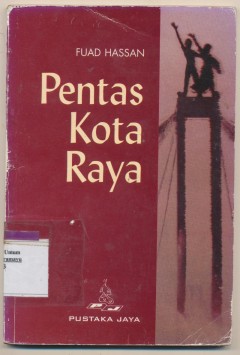 FUAD HASSAN
Pentas
Kota
Raya
PUSTAKA JAYA